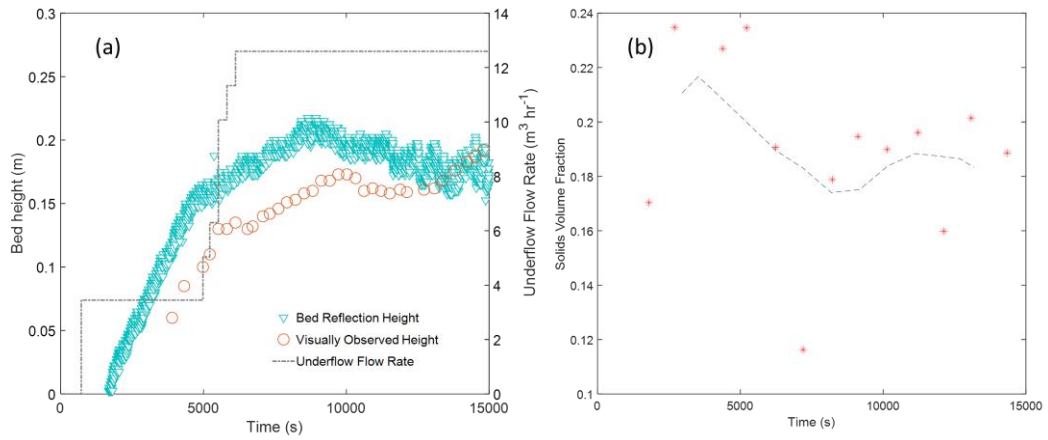 (a)
0.3
0.25
0.2
0.15
0.1
0.05
0
Bed height (m)
14
12
10
8
6
4
2
0
Underflow Flow Rate (m³ hr⁻¹)
Bed Reflection Height
Visually Observed Height
Underflow Flow Rate
0 5000 10000 15000
Time (s)
(b)
0.24
0.22
0.2
0.18
0.16
0.14
0.12
0.1
Solids Volume Fraction
0 5000 10000 15000
Time (s)